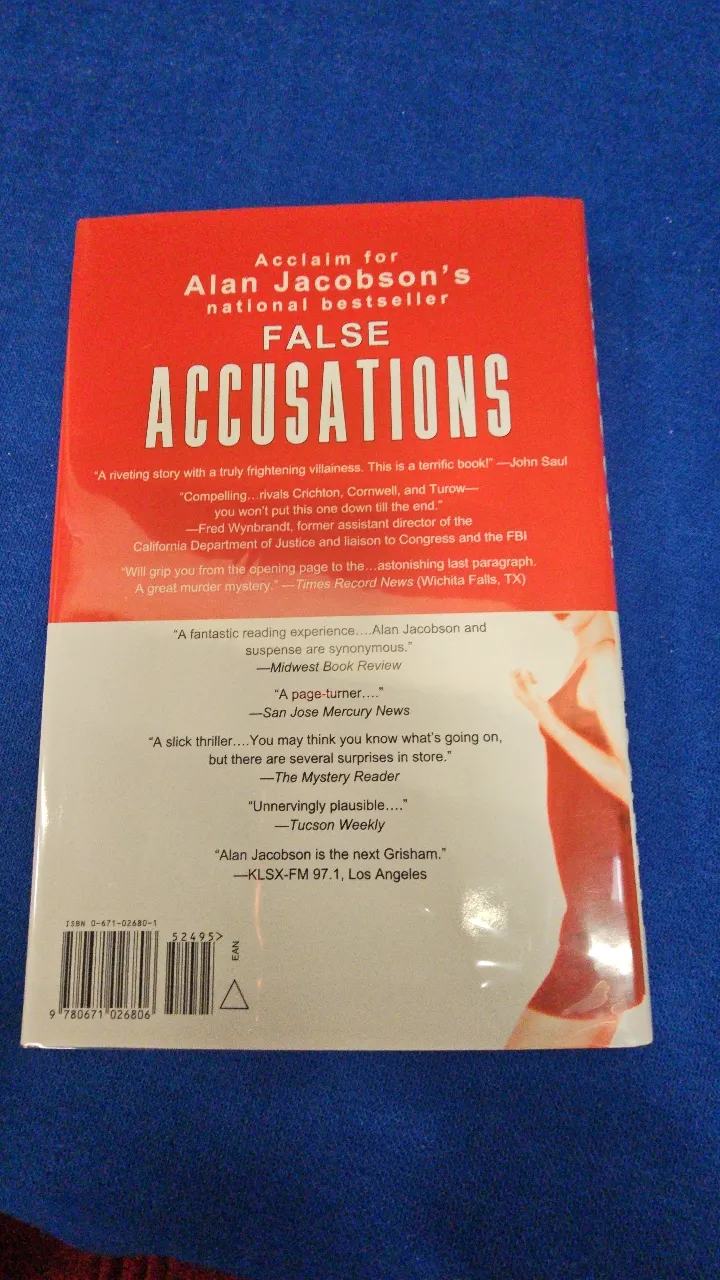 Acclaim for
Alan Jacobson's
national bestseller
FALSE
ACCUSATIONS
“A riveting story with a truly frightening villainess. This is a terrific book!” —John Saul
“Compelling…rivals Crichton, Cornwell, and Turow—
you won't put this one down till the end.”
—Fred Wynbrandt, former assistant director of the
California Department of Justice and liaison to Congress and the FBI
“Will grip you from the opening page to the…astonishing last paragraph.
A great murder mystery.” —Times Record News (Wichita Falls, TX)
“A fantastic reading experience….Alan Jacobson and
suspense are synonymous.”
—Midwest Book Review
“A page-turner….”
—San Jose Mercury News
“A slick thriller….You may think you know what's going on,
but there are several surprises in store.”
—The Mystery Reader
“Unnervingly plausible….”
—Tucson Weekly
“Alan Jacobson is the next Grisham.”
—KLSX-FM 97.1, Los Angeles
ISBN 0-671-02680-1
52495>
EAN
9 780671 026806